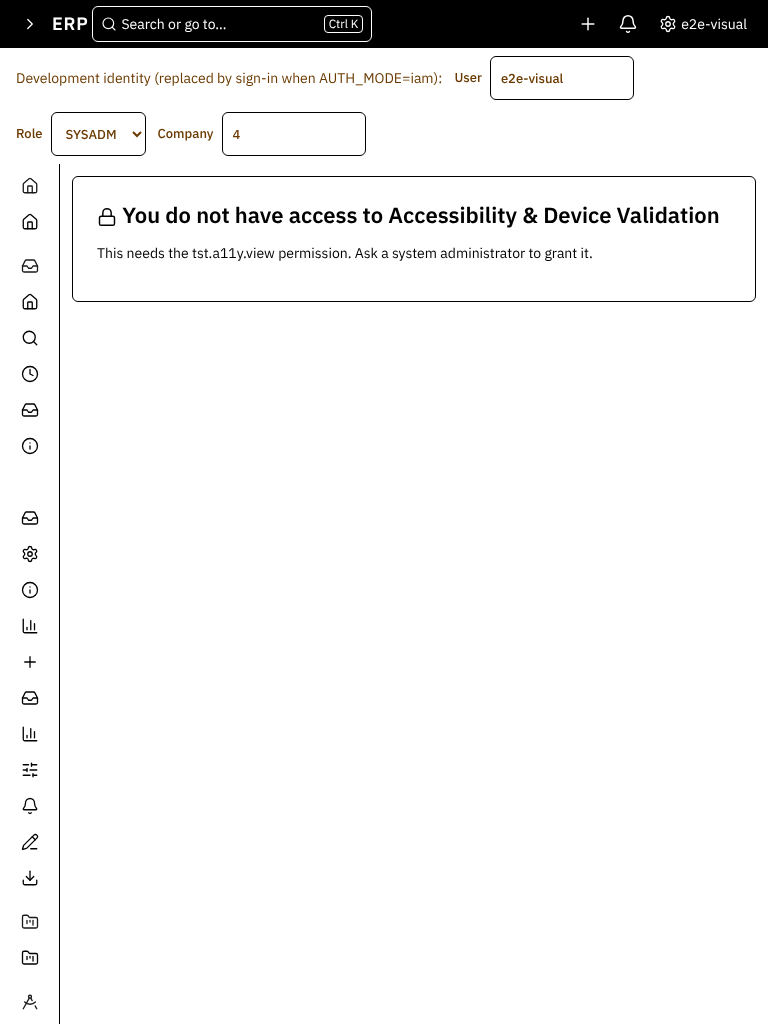 ERP Search or go to... Ctrl K e2e-visual
Development identity (replaced by sign-in when AUTH_MODE=iam): User e2e-visual
Role SYSADM Company 4
You do not have access to Accessibility & Device Validation
This needs the tst.a11y.view permission. Ask a system administrator to grant it.